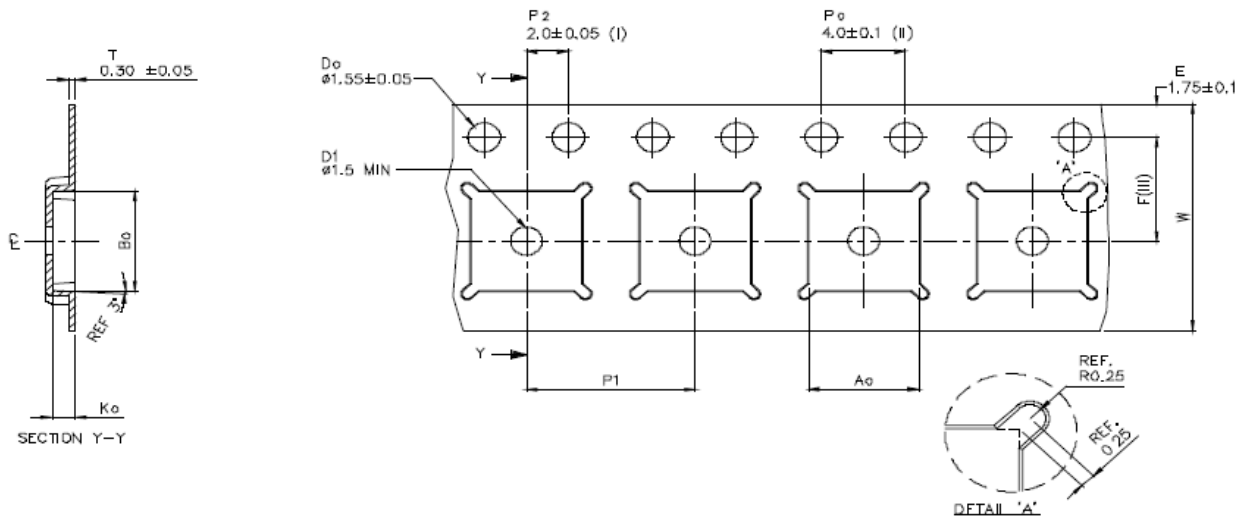 T
0.30 ±0.05
Bo
REF 3°
Ko
SECTION Y-Y
P2
2.0±0.05 (I)
Po
4.0±0.1 (II)
Do
ø1.55±0.05
Y
E
1.75±0.1
D1
ø1.5 MIN
'A'
F(III)
W
Y
P1
Ao
REF.
R0.25
REF.
0.25
DETAIL 'A'